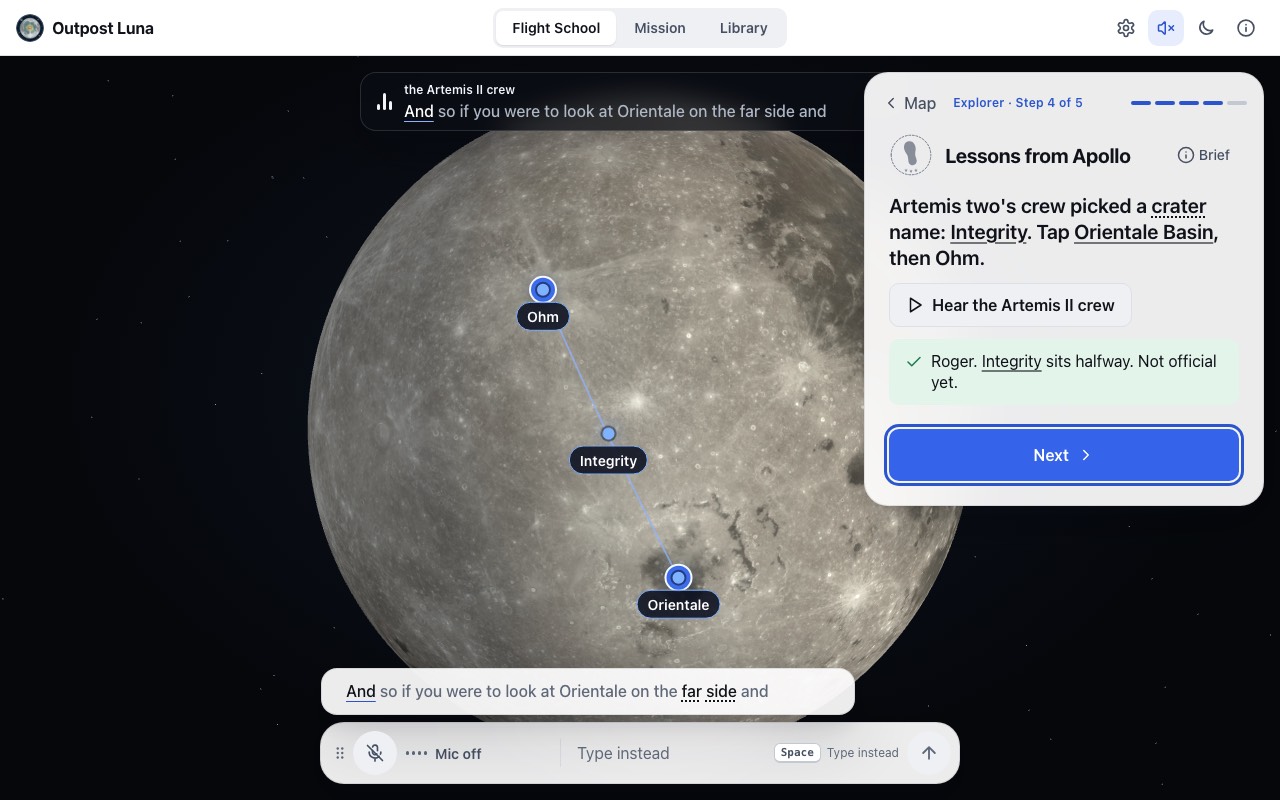 Outpost Luna
Flight School
Mission
Library
the Artemis II crew
And so if you were to look at Orientale on the far side and
Map
Explorer · Step 4 of 5
Lessons from Apollo
Brief
Artemis two's crew picked a crater
name: Integrity. Tap Orientale Basin,
then Ohm.
Hear the Artemis II crew
Roger. Integrity sits halfway. Not official
yet.
Next
Ohm
Integrity
Orientale
And so if you were to look at Orientale on the far side and
Mic off
Type instead
Space
Type instead